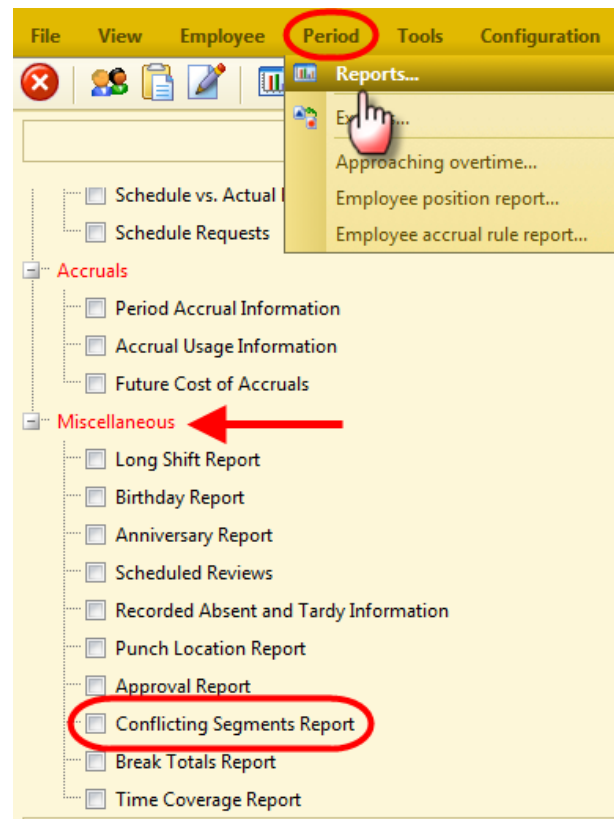 File View Employee Period Tools Configuration
Reports...
Approaching overtime...
Employee position report...
Employee accrual rule report...
Schedule vs. Actual
Schedule Requests
Accruals
Period Accrual Information
Accrual Usage Information
Future Cost of Accruals
Miscellaneous
Long Shift Report
Birthday Report
Anniversary Report
Scheduled Reviews
Recorded Absent and Tardy Information
Punch Location Report
Approval Report
Conflicting Segments Report
Break Totals Report
Time Coverage Report